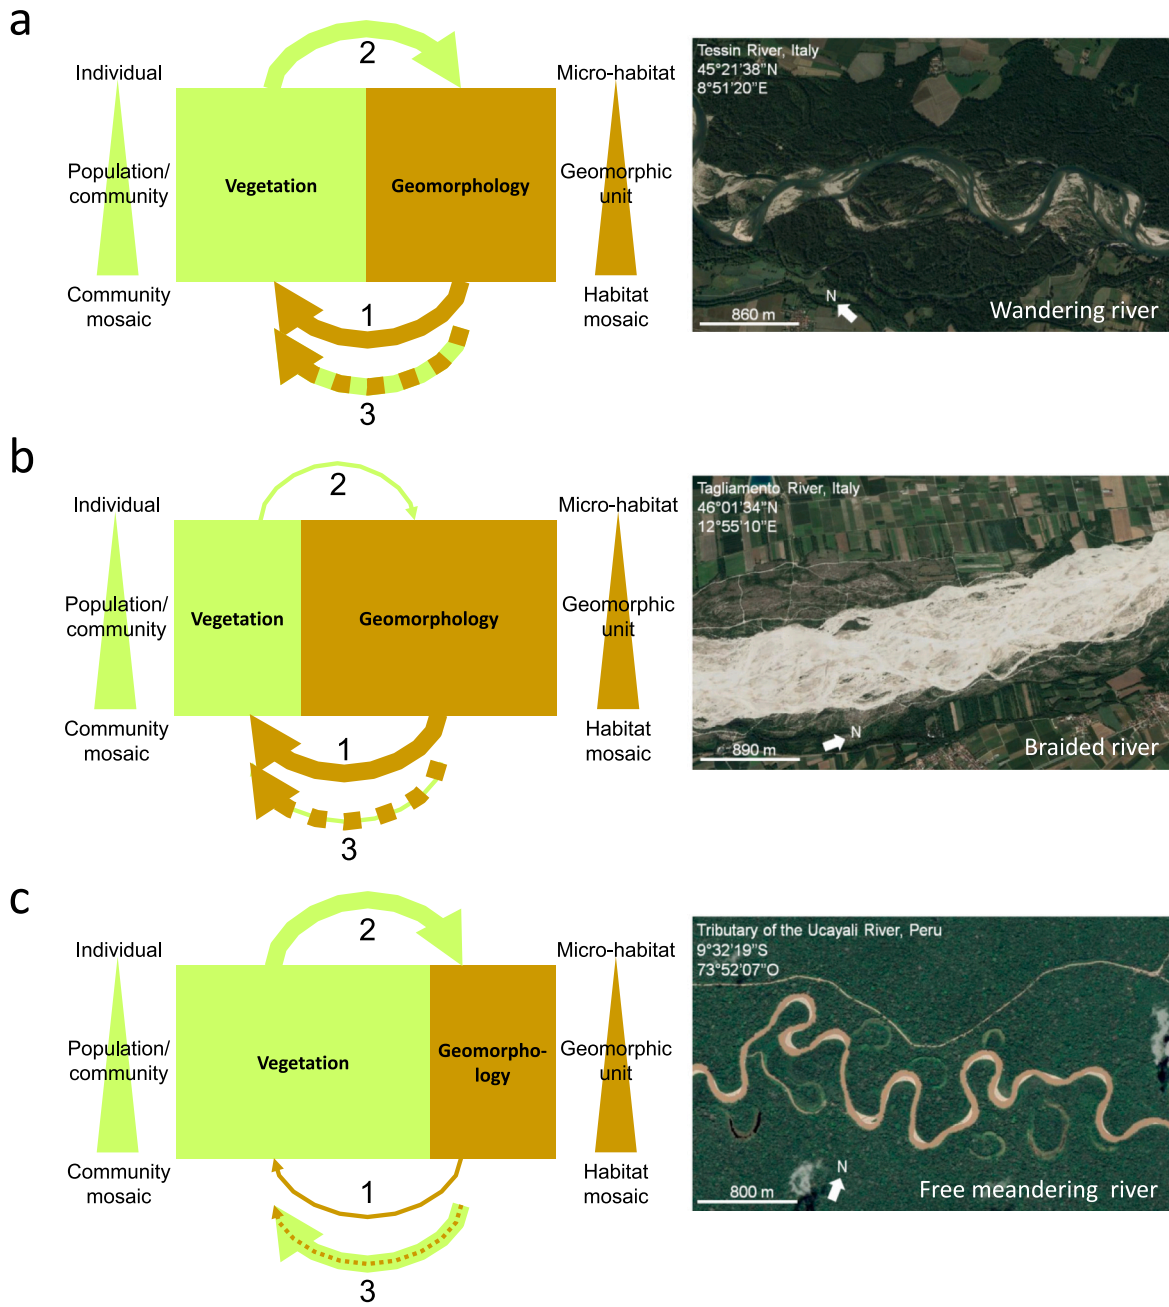 a
2
Individual
Population/
community
Community
mosaic
Vegetation
Geomorphology
Micro-habitat
Geomorphic
unit
Habitat
mosaic
1
3
Tessin River, Italy
45°21'38"N
8°51'20"E
N
860 m
Wandering river
b
2
Individual
Population/
community
Community
mosaic
Vegetation
Geomorphology
Micro-habitat
Geomorphic
unit
Habitat
mosaic
1
3
Tagliamento River, Italy
46°01'34"N
12°55'10"E
N
890 m
Braided river
c
2
Individual
Population/
community
Community
mosaic
Vegetation
Geomorpho-
logy
Micro-habitat
Geomorphic
unit
Habitat
mosaic
1
3
Tributary of the Ucayali River, Peru
9°32'19"S
73°52'07"O
N
800 m
Free meandering river